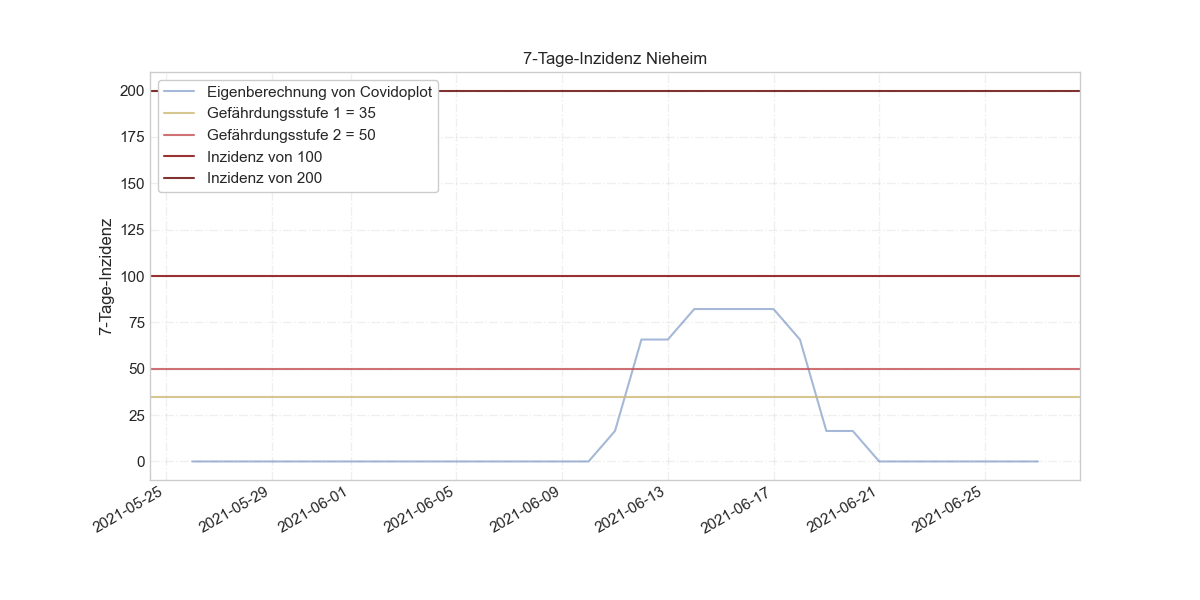 7-Tage-Inzidenz Nieheim
Eigenberechnung von Covidoplot
Gefährdungsstufe 1 = 35
Gefährdungsstufe 2 = 50
Inzidenz von 100
Inzidenz von 200
7-Tage-Inzidenz
200
175
150
125
100
75
50
25
0
2021-05-25
2021-05-29
2021-06-01
2021-06-05
2021-06-09
2021-06-13
2021-06-17
2021-06-21
2021-06-25